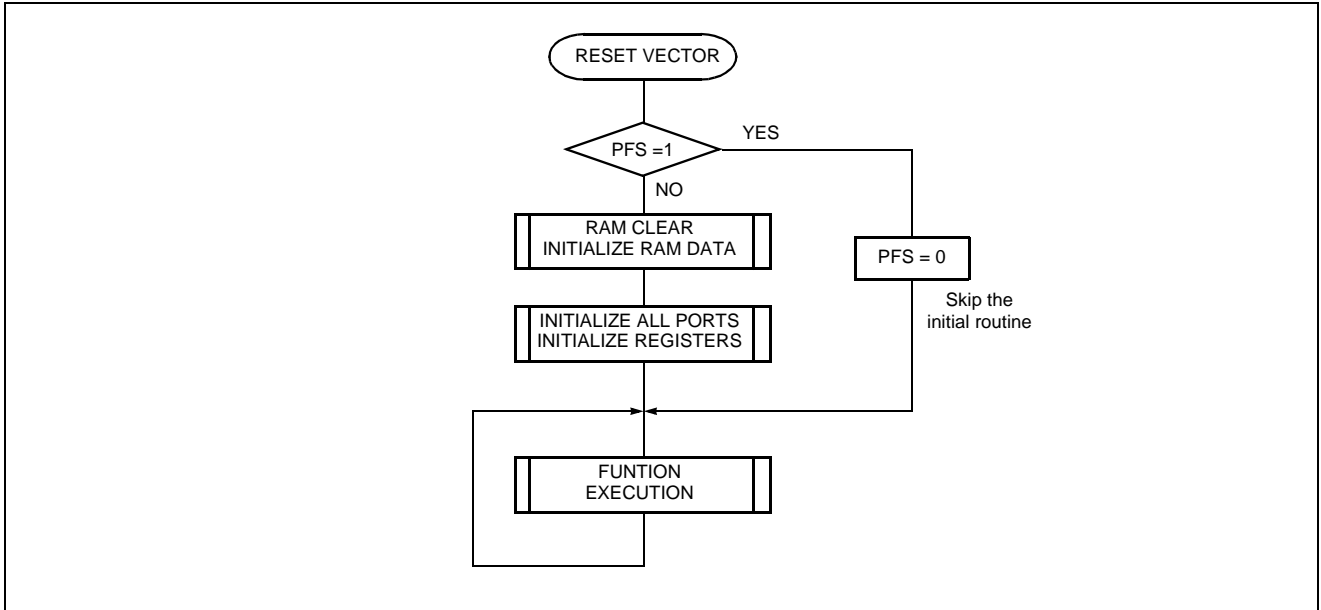 RESET VECTOR
PFS =1
YES
NO
RAM CLEAR
INITIALIZE RAM DATA
PFS = 0
Skip the
initial routine
INITIALIZE ALL PORTS
INITIALIZE REGISTERS
FUNTION
EXECUTION